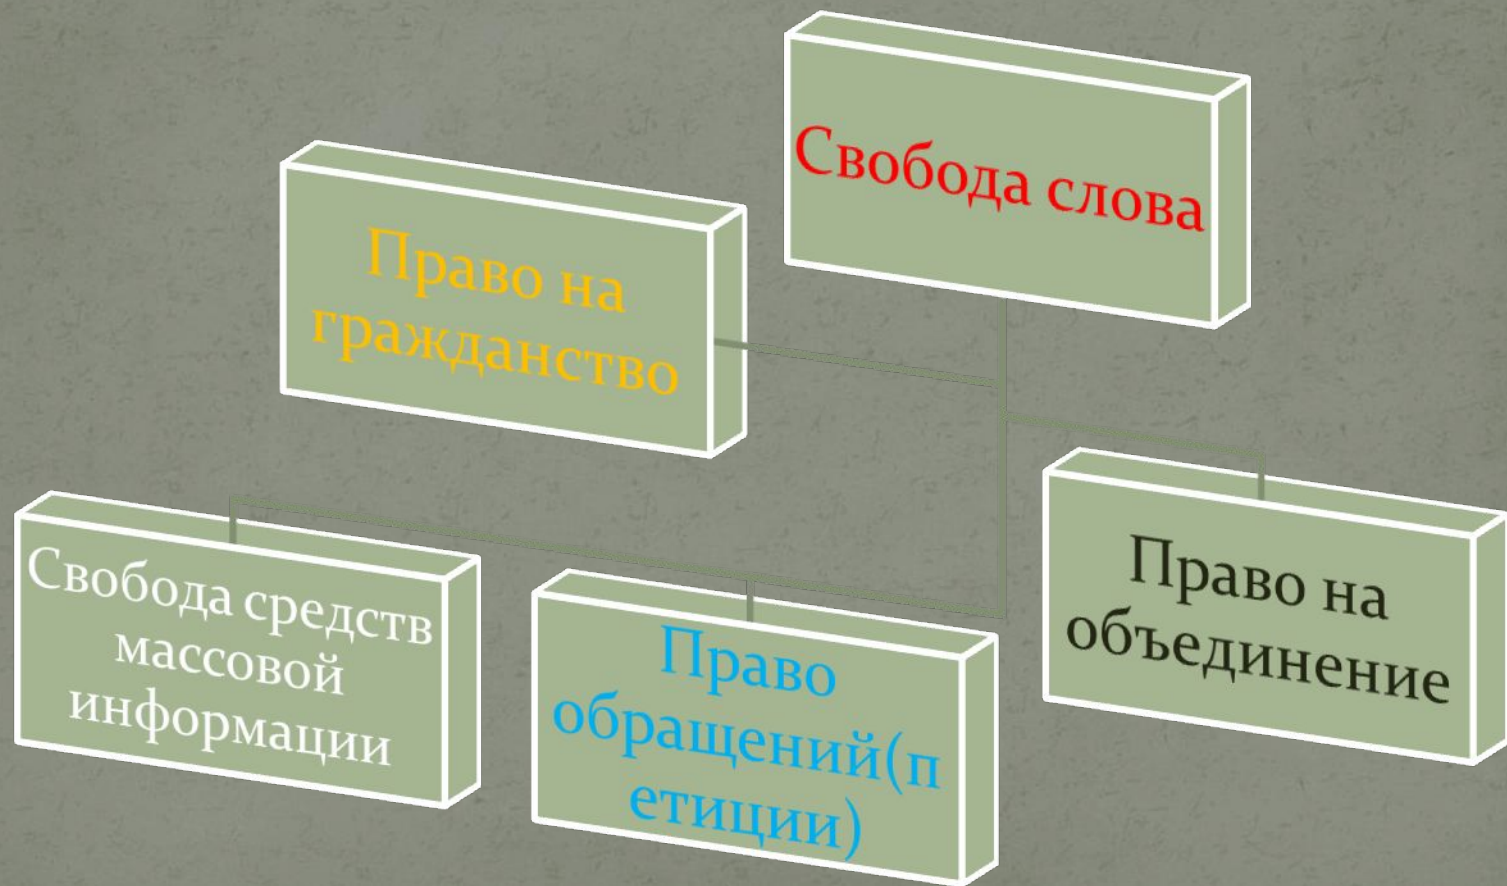 Свобода слова
Право на
гражданство
Право на
объединение
Свобода средств
массовой
информации
Право
обращений(п
етиции)